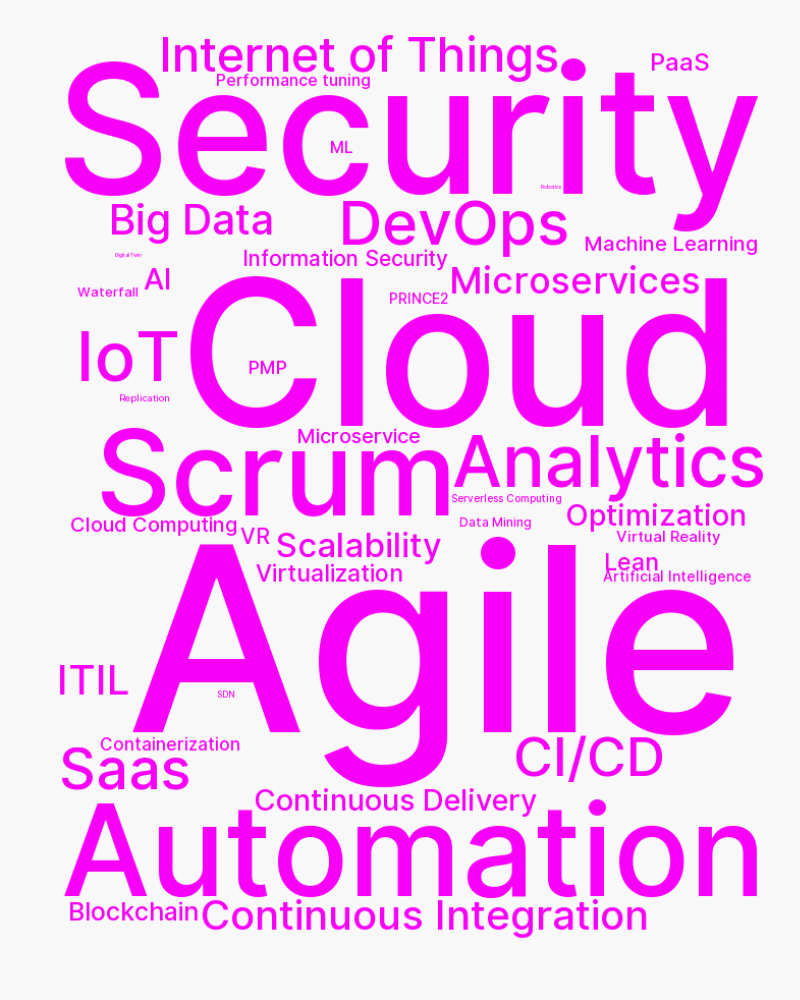 Internet of Things
PaaS
Performance tuning
Security
ML
Robotics
Big Data
DevOps
Machine Learning
Digital Twin
Information Security
AI
Microservices
Waterfall
PRINCE2
Cloud
IoT
PMP
Replication
Microservice
Scrum
Analytics
Serverless Computing
Cloud Computing
Data Mining
Optimization
VR
Scalability
Virtual Reality
Lean
Virtualization
Artificial Intelligence
Agile
ITIL
SDN
Containerization
CI/CD
Saas
Continuous Delivery
Automation
Blockchain
Continuous Integration